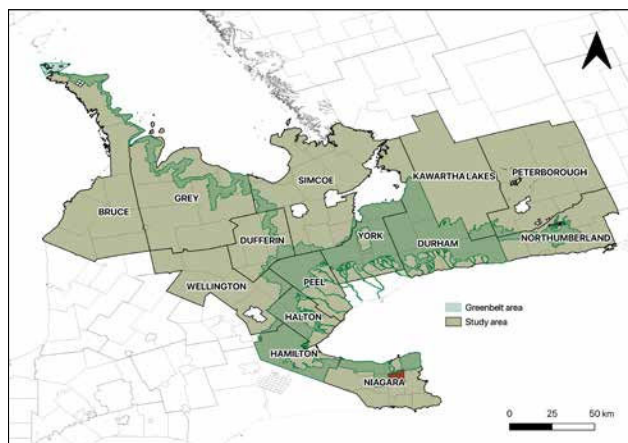 KAWARTHA LAKES
PETERBOROUGH
SIMCOE
GREY
BRUCE
YORK
DUFFERIN
DURHAM
NORTHUMBERLAND
PEEL
WELLINGTON
Greenbelt area
HALTON
Study area
HAMILTON
NIAGARA
0 25 50 km